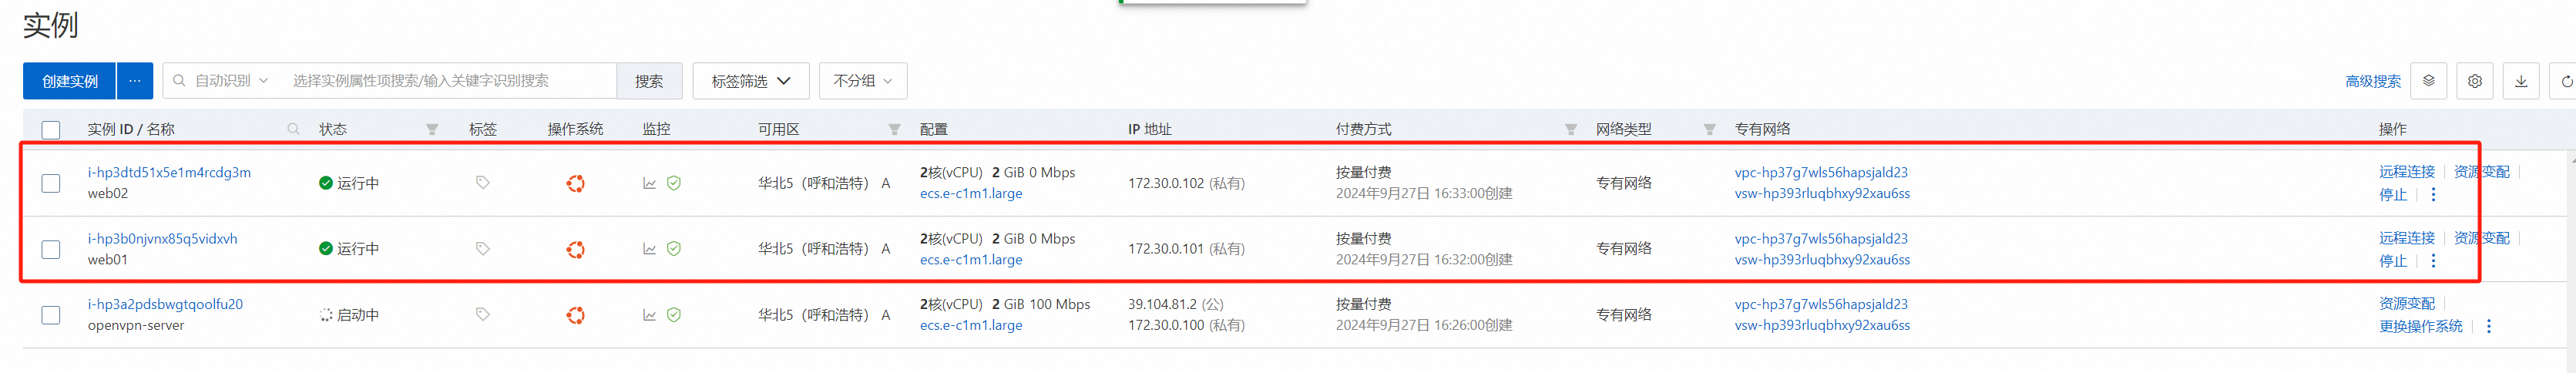 实例
创建实例 ··· 自动识别 选择实例属性项搜索/输入关键字识别搜索 搜索 标签筛选 不分组 高级搜索
实例 ID / 名称 状态 标签 操作系统 监控 可用区 配置 IP 地址 付费方式 网络类型 专有网络 操作
i-hp3dtd51x5e1m4rcdg3m
web02
运行中
华北5（呼和浩特） A
2核(vCPU) 2 GiB 0 Mbps
ecs.e-c1m1.large
172.30.0.102 (私有)
按量付费
2024年9月27日 16:33:00创建
专有网络
vpc-hp37g7wls56hapsjald23
vsw-hp393rluqbhxy92xau6ss
远程连接 资源变配
停止
i-hp3b0njvnx85q5vidxvh
web01
运行中
华北5（呼和浩特） A
2核(vCPU) 2 GiB 0 Mbps
ecs.e-c1m1.large
172.30.0.101 (私有)
按量付费
2024年9月27日 16:32:00创建
专有网络
vpc-hp37g7wls56hapsjald23
vsw-hp393rluqbhxy92xau6ss
远程连接 资源变配
停止
i-hp3a2pdsbwgtqoolfu20
openvpn-server
启动中
华北5（呼和浩特） A
2核(vCPU) 2 GiB 100 Mbps
ecs.e-c1m1.large
39.104.81.2 (公)
172.30.0.100 (私有)
按量付费
2024年9月27日 16:26:00创建
专有网络
vpc-hp37g7wls56hapsjald23
vsw-hp393rluqbhxy92xau6ss
资源变配
更换操作系统